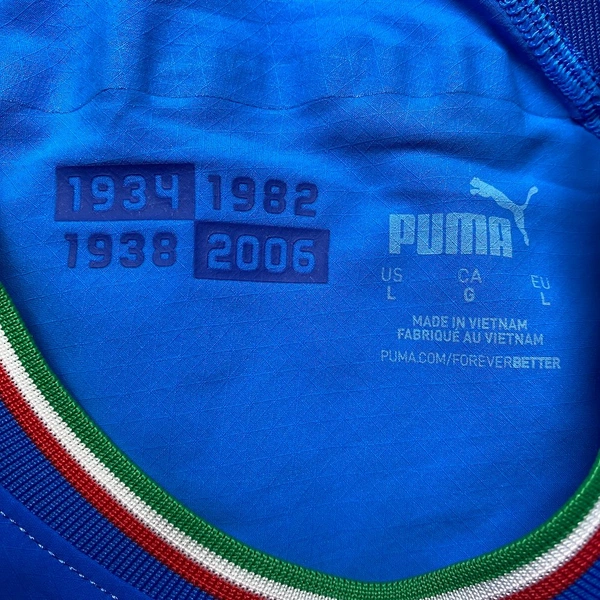 1934 1982
1938 2006
PUMA
US CA EU
L G L
MADE IN VIETNAM
FABRIQUÉ AU VIETNAM
PUMA.COM/FOREVERBETTER